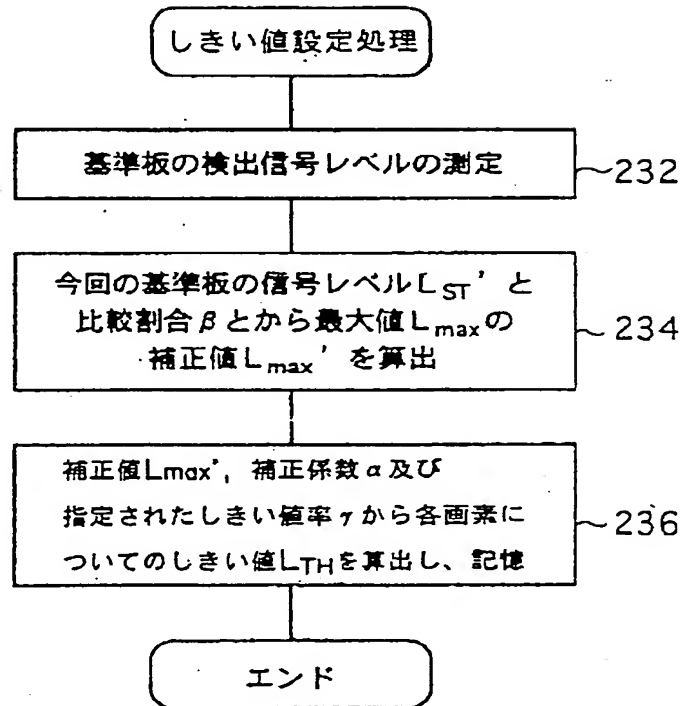 しきい値設定処理
基準板の検出信号レベルの測定
~232
今回の基準板の信号レベルL_ST'と
比較割合βとから最大値L_maxの
補正値L_max'を算出
~234
補正値Lmax', 補正係数α及び
指定されたしきい値率γから各画素に
ついてのしきい値L_THを算出し、記憶
~236
エンド